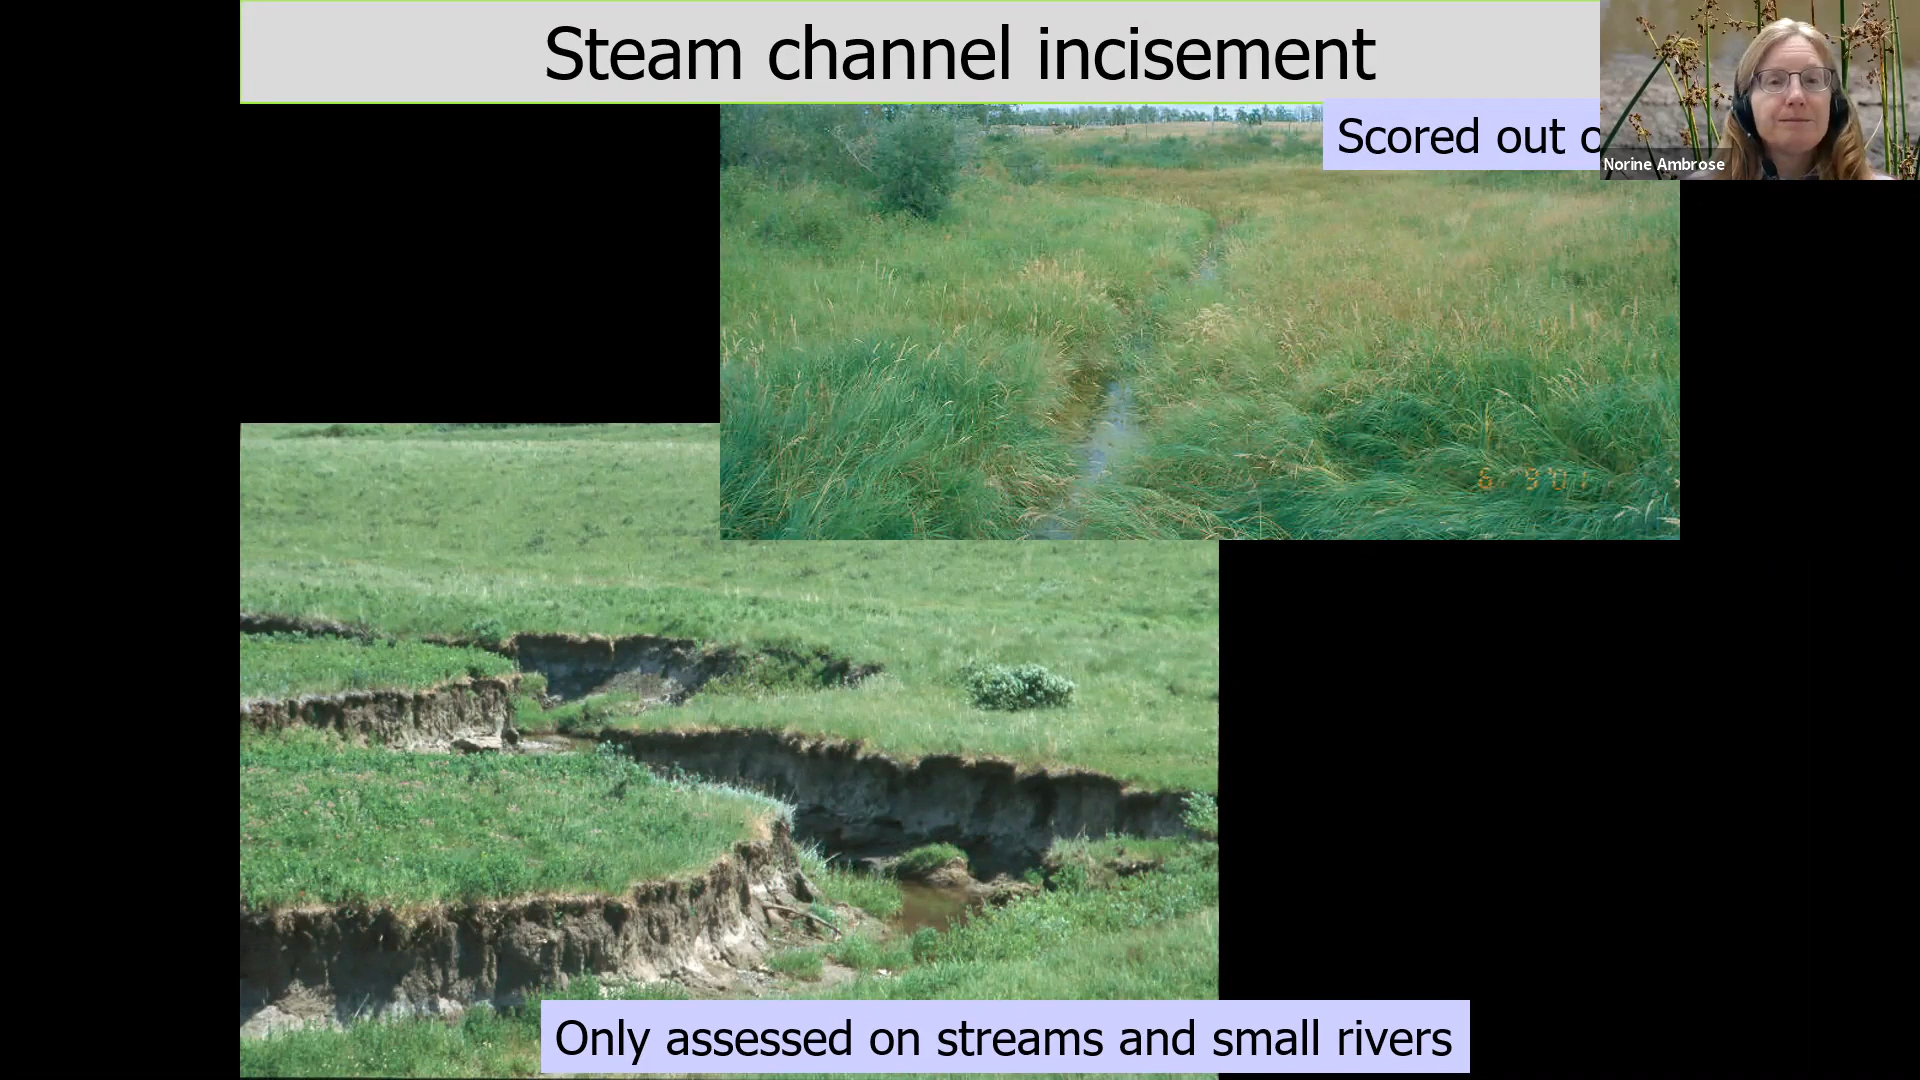 Steam channel incisement
Scored out
Norine Ambrose
Only assessed on streams and small rivers